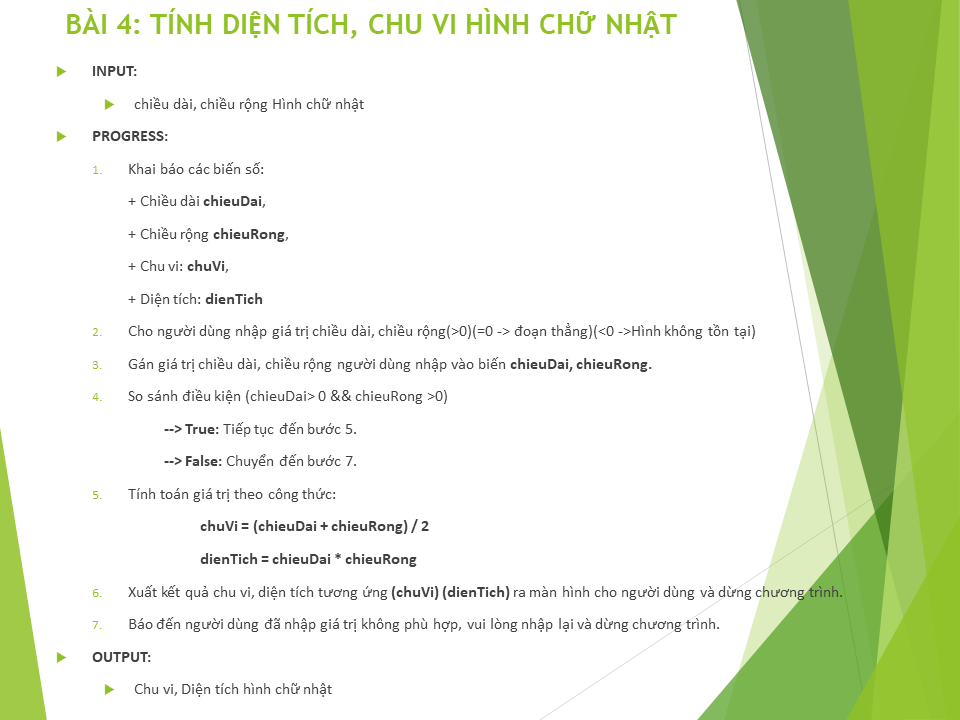 BÀI 4: TÍNH DIỆN TÍCH, CHU VI HÌNH CHỮ NHẬT
INPUT:
chiều dài, chiều rộng Hình chữ nhật
PROGRESS:
1. Khai báo các biến số:
+ Chiều dài chieuDai,
+ Chiều rộng chieuRong,
+ Chu vi: chuVi,
+ Diện tích: dienTich
2. Cho người dùng nhập giá trị chiều dài, chiều rộng(>0)(=0 -> đoạn thẳng)(<0 ->Hình không tồn tại)
3. Gán giá trị chiều dài, chiều rộng người dùng nhập vào biến chieuDai, chieuRong.
4. So sánh điều kiện (chieuDai> 0 && chieuRong >0)
--> True: Tiếp tục đến bước 5.
--> False: Chuyển đến bước 7.
5. Tính toán giá trị theo công thức:
chuVi = (chieuDai + chieuRong) / 2
dienTich = chieuDai * chieuRong
6. Xuất kết quả chu vi, diện tích tương ứng (chuVi) (dienTich) ra màn hình cho người dùng và dừng chương trình.
7. Báo đến người dùng đã nhập giá trị không phù hợp, vui lòng nhập lại và dừng chương trình.
OUTPUT:
Chu vi, Diện tích hình chữ nhật